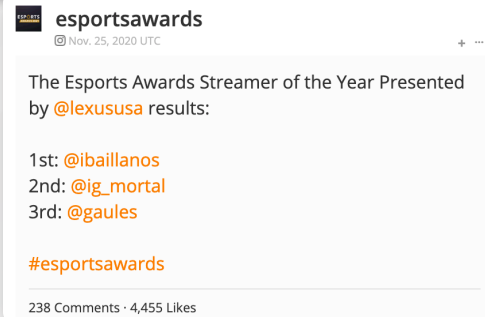 ESPORTS
esportsawards
Nov. 25, 2020 UTC
The Esports Awards Streamer of the Year Presented
by @lexususa results:
1st: @ibaillanos
2nd: @ig_mortal
3rd: @gaules
#esportsawards
238 Comments · 4,455 Likes